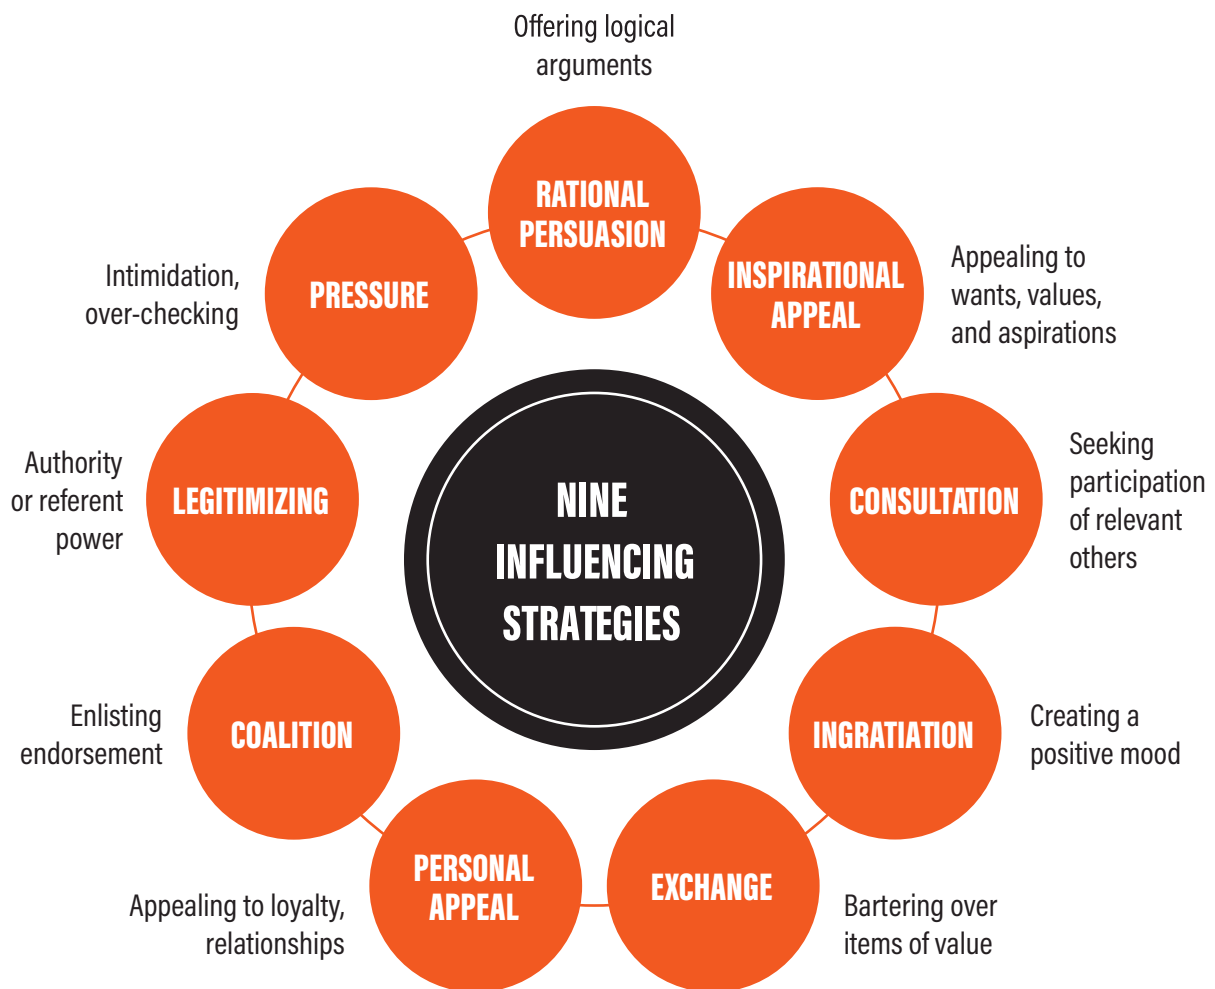 Offering logical
arguments
RATIONAL
PERSUASION
INSPIRATIONAL
APPEAL
Appealing to
wants, values,
and aspirations
CONSULTATION
Seeking
participation
of relevant
others
INGRATIATION
Creating a
positive mood
EXCHANGE
Bartering over
items of value
PERSONAL
APPEAL
Appealing to loyalty,
relationships
COALITION
Enlisting
endorsement
LEGITIMIZING
Authority
or referent
power
PRESSURE
Intimidation,
over-checking
NINE
INFLUENCING
STRATEGIES